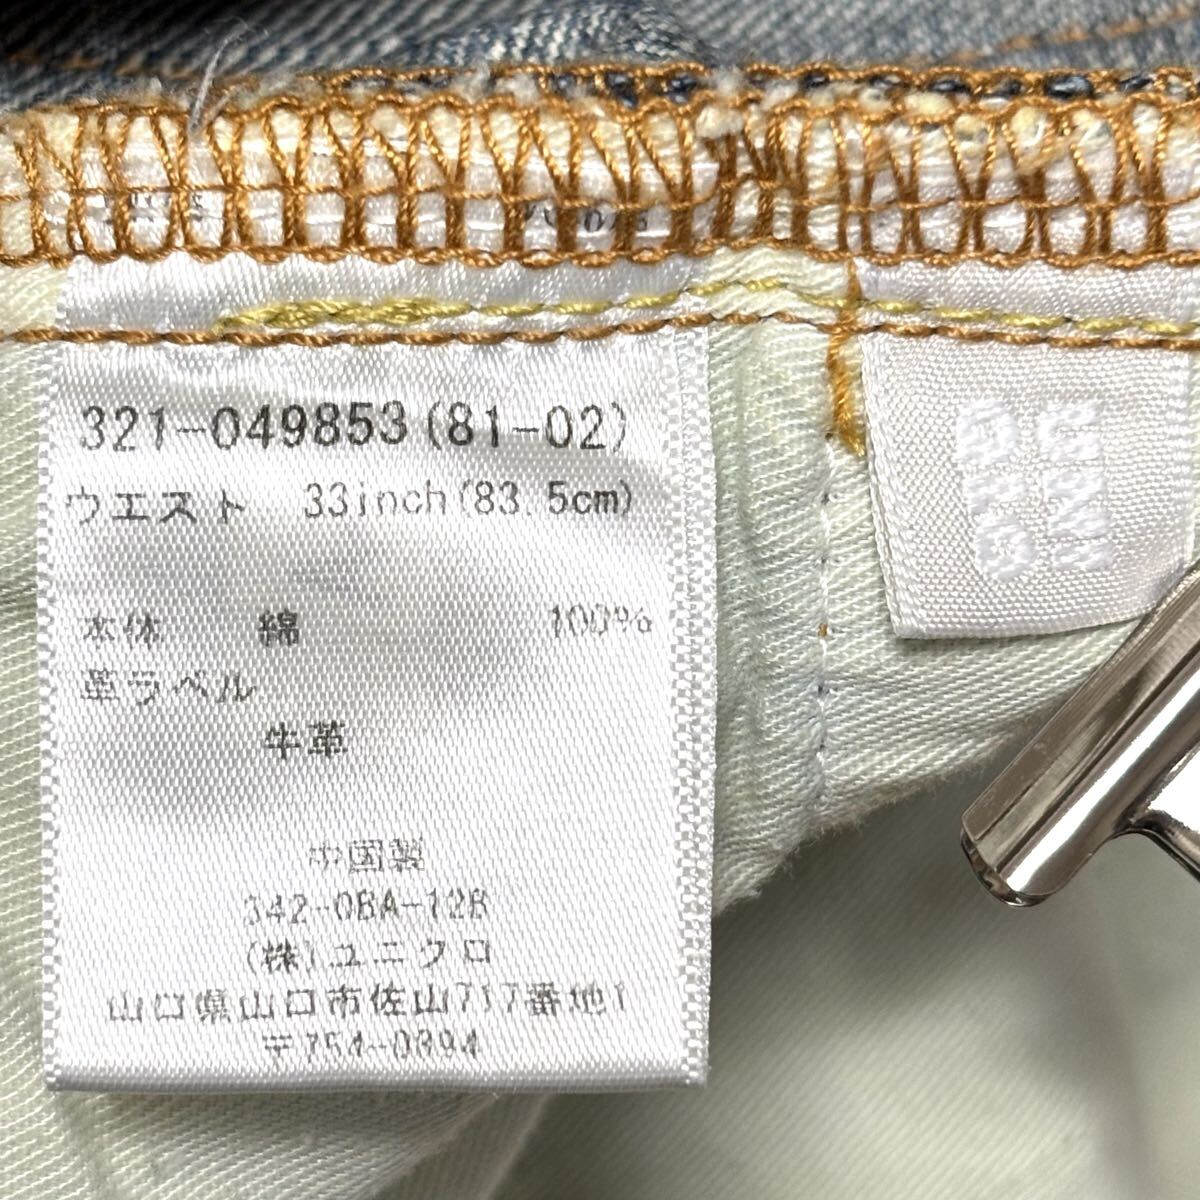 321-049853(81-02)
ウエスト 33inch(83.5cm)
本体 綿 100%
革ラベル
牛革
中国製
342-0BA-12B
(株)ユニクロ
山口県山口市佐山717番地1
〒754-0894